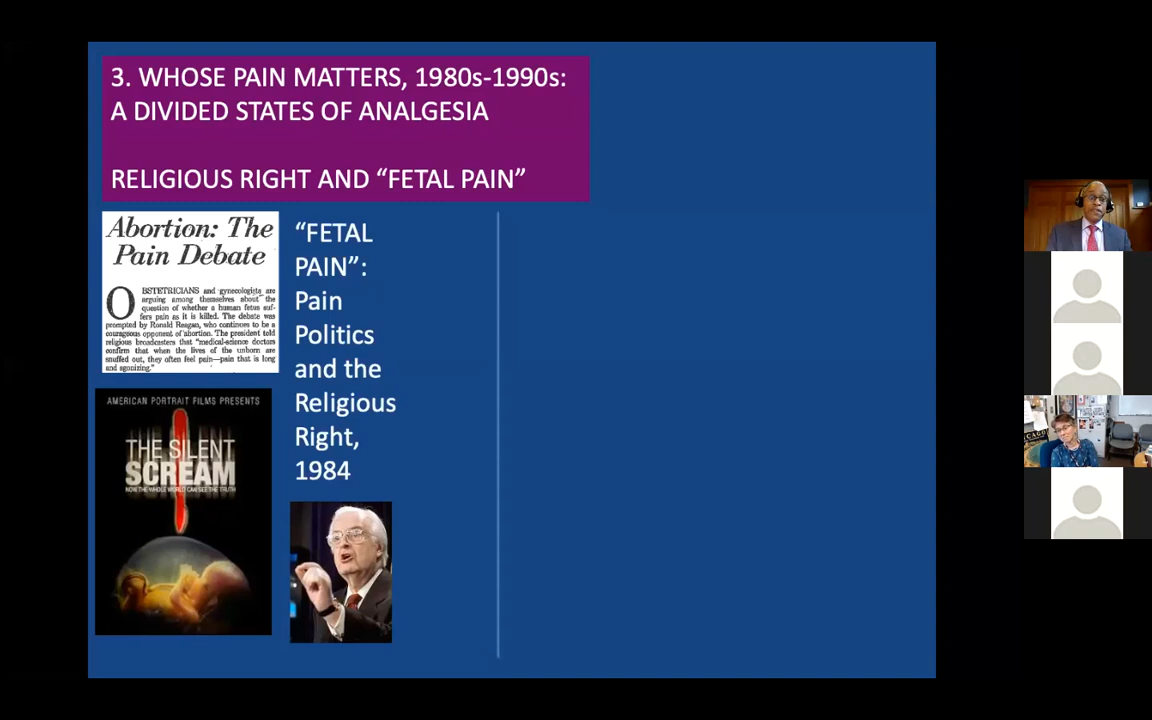 3. WHOSE PAIN MATTERS, 1980s-1990s:
A DIVIDED STATES OF ANALGESIA
RELIGIOUS RIGHT AND “FETAL PAIN”
Abortion: The
Pain Debate
OBSTETRICIANS and gynecologists are
arguing among themselves about the
question of whether a human fetus suf-
fers pain as it is killed. The debate was
prompted by Ronald Reagan, who continues to be a
courageous opponent of abortion. The president told
religious broadcasters that "medical-science doctors
confirm that when the lives of the unborn are
snuffed out, they often feel pain—pain that is long
and agonizing."
“FETAL
PAIN”:
Pain
Politics
and the
Religious
Right,
1984
AMERICAN PORTRAIT FILMS PRESENTS
THE SILENT
SCREAM
NOW THE WHOLE WORLD CAN SEE THE TRUTH